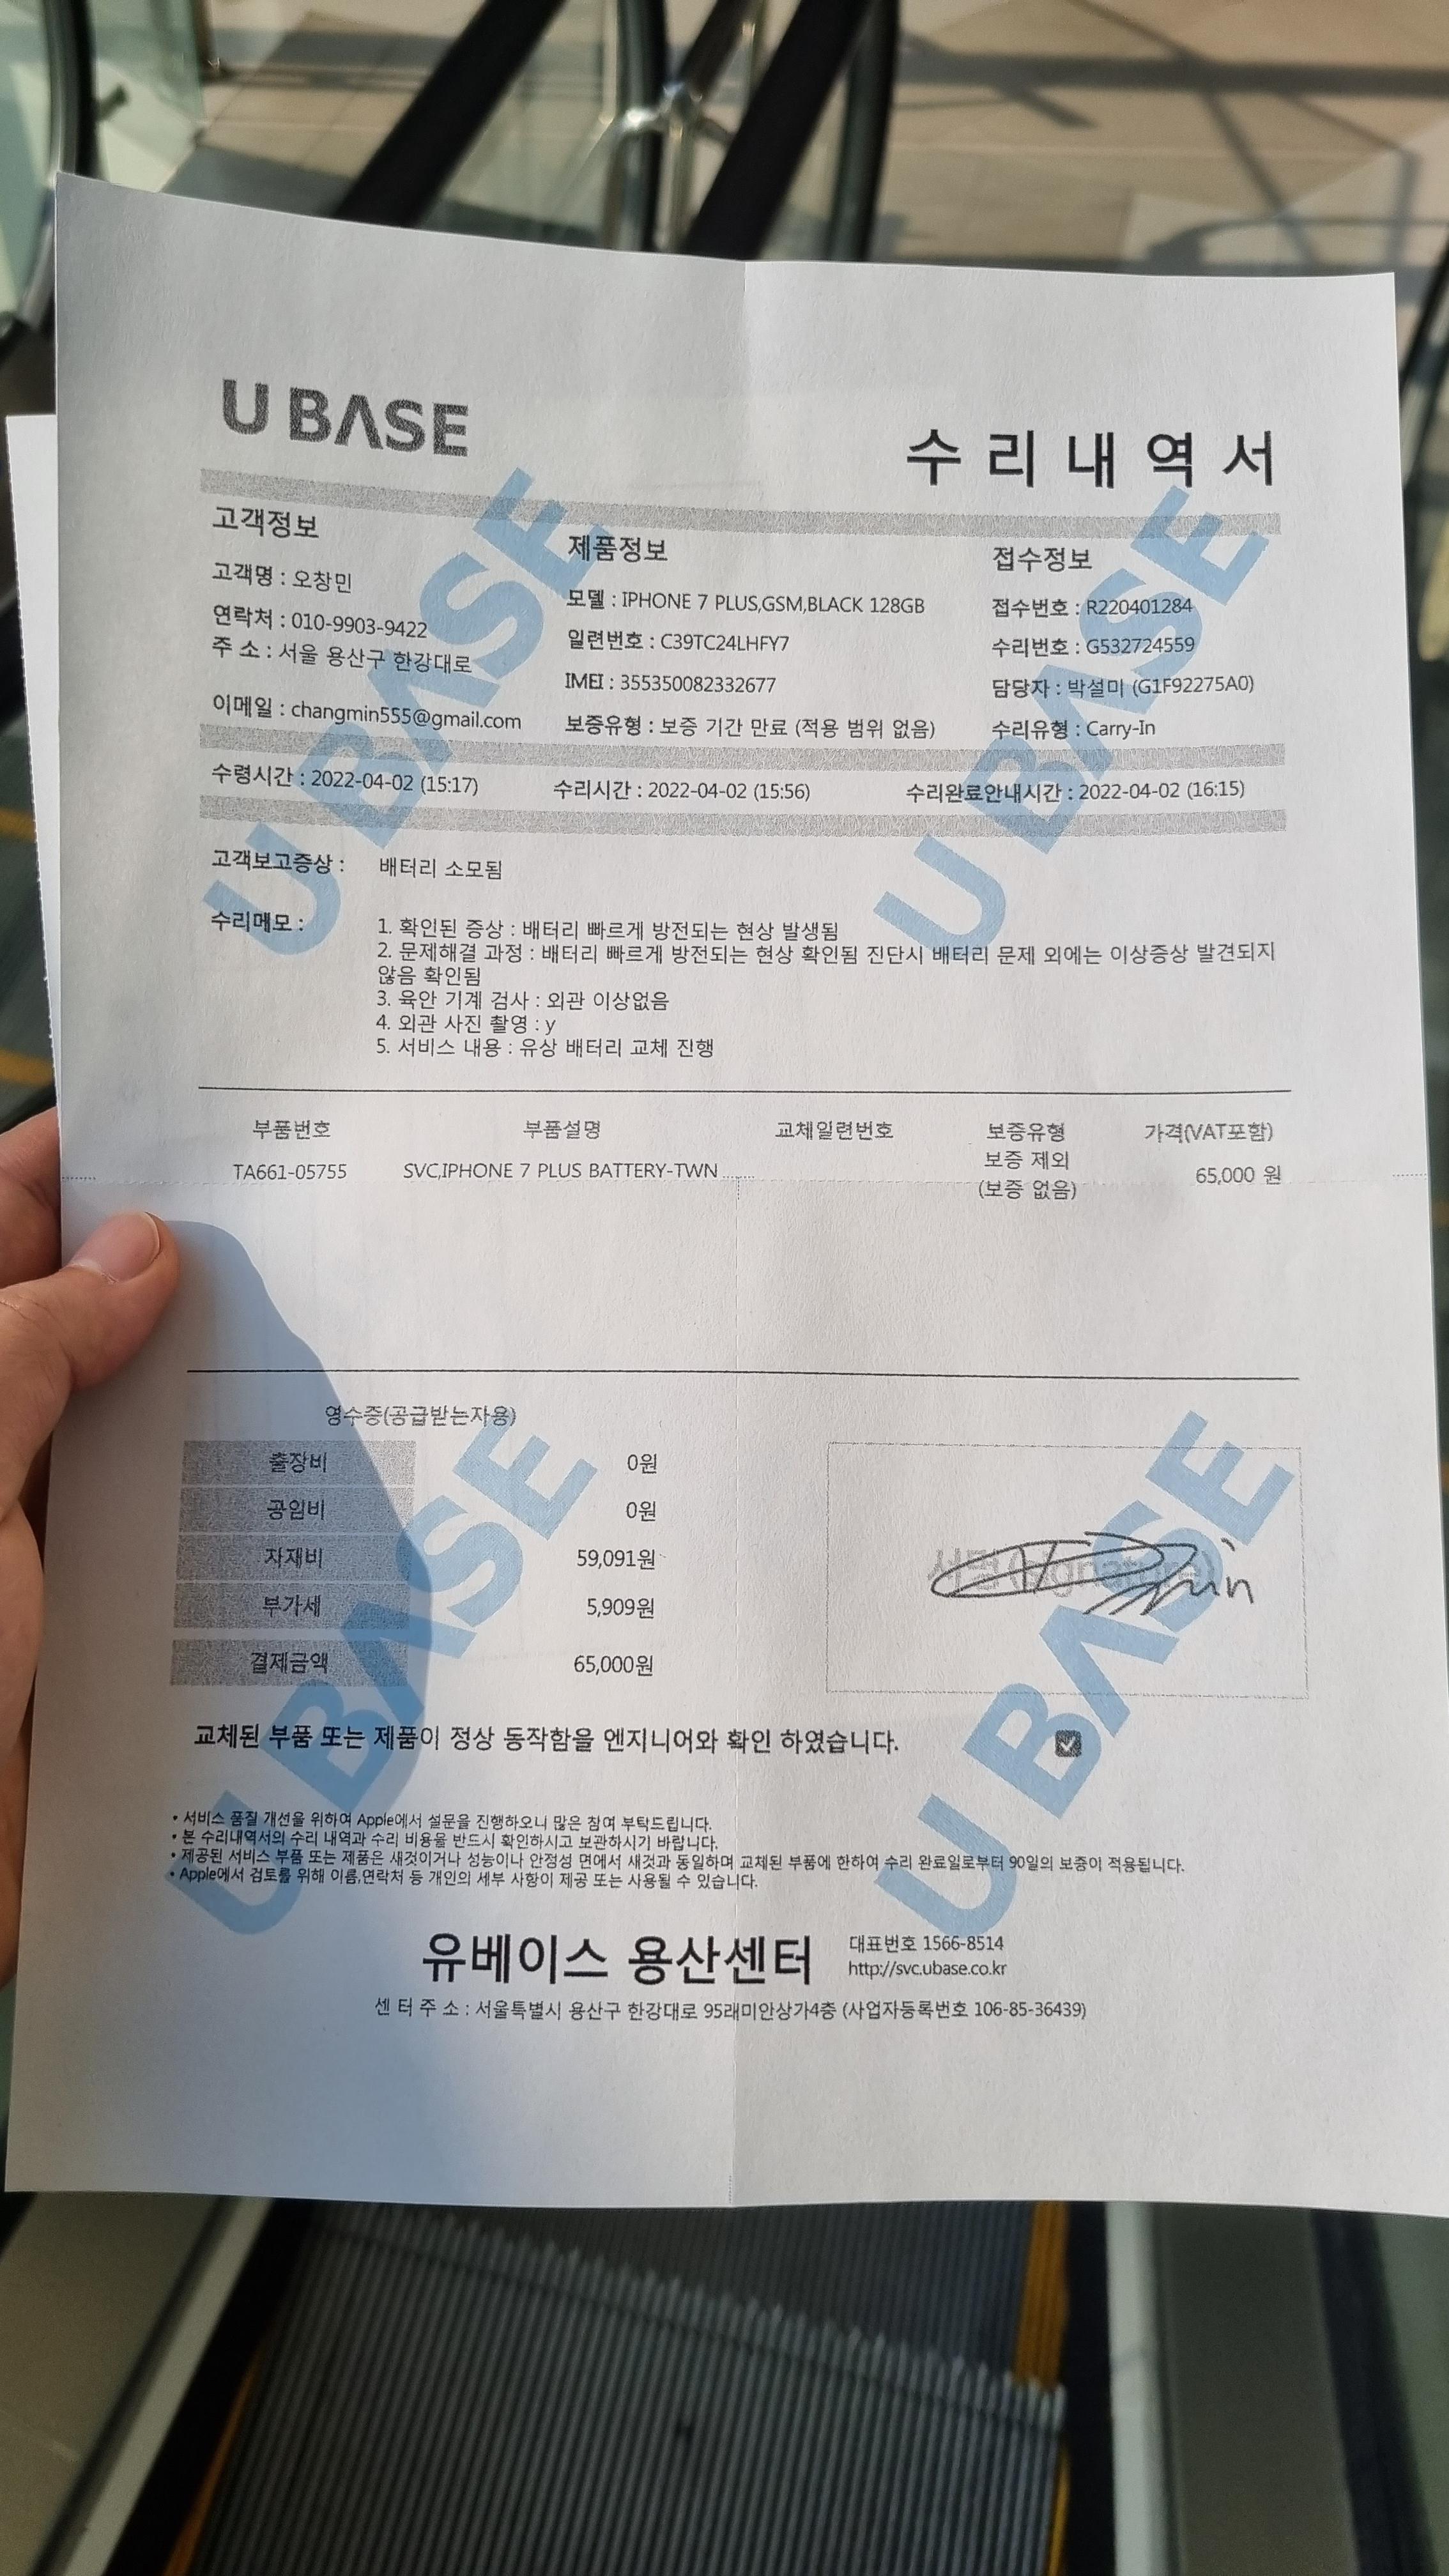 U BASE
수리내역서
고객정보
고객명 : 오창민
연락처 : 010-9903-9422
주 소 : 서울 용산구 한강대로
이메일 : changmin555@gmail.com
제품정보
모델 : IPHONE 7 PLUS,GSM,BLACK 128GB
일련번호 : C39TC24LHFY7
IMEI : 355350082332677
보증유형 : 보증 기간 만료 (적용 범위 없음)
접수정보
접수번호 : R220401284
수리번호 : G532724559
담당자 : 박설미 (G1F92275A0)
수리유형 : Carry-In
수령시간 : 2022-04-02 (15:17) 수리시간 : 2022-04-02 (15:56) 수리완료안내시간 : 2022-04-02 (16:15)
고객보고증상 : 배터리 소모됨
수리메모 : 1. 확인된 증상 : 배터리 빠르게 방전되는 현상 발생됨
2. 문제해결 과정 : 배터리 빠르게 방전되는 현상 확인됨 진단시 배터리 문제 외에는 이상증상 발견되지
않음 확인됨
3. 육안 기계 검사 : 외관 이상없음
4. 외관 사진 촬영 : y
5. 서비스 내용 : 유상 배터리 교체 진행
부품번호 부품설명 교체일련번호 보증유형 가격(VAT포함)
TA661-05755 SVC,IPHONE 7 PLUS BATTERY-TWN 보증 제외 65,000 원
(보증 없음)
영수증(공급받는자용)
출장비 0원
공임비 0원
자재비 59,091원
부가세 5,909원
결제금액 65,000원
서명(Signature)
교체된 부품 또는 제품이 정상 동작함을 엔지니어와 확인 하였습니다.
• 서비스 품질 개선을 위하여 Apple에서 설문을 진행하오니 많은 참여 부탁드립니다.
• 본 수리내역서의 수리 내역과 수리 비용을 반드시 확인하시고 보관하시기 바랍니다.
• 제공된 서비스 부품 또는 제품은 새것이거나 성능이나 안정성 면에서 새것과 동일하며 교체된 부품에 한하여 수리 완료일로부터 90일의 보증이 적용됩니다.
• Apple에서 검토를 위해 이름,연락처 등 개인의 세부 사항이 제공 또는 사용될 수 있습니다.
유베이스 용산센터
대표번호 1566-8514
http://svc.ubase.co.kr
센 터 주 소 : 서울특별시 용산구 한강대로 95래미안상가4층 (사업자등록번호 106-85-36439)
U BASE
U BASE
U BASE
U BASE